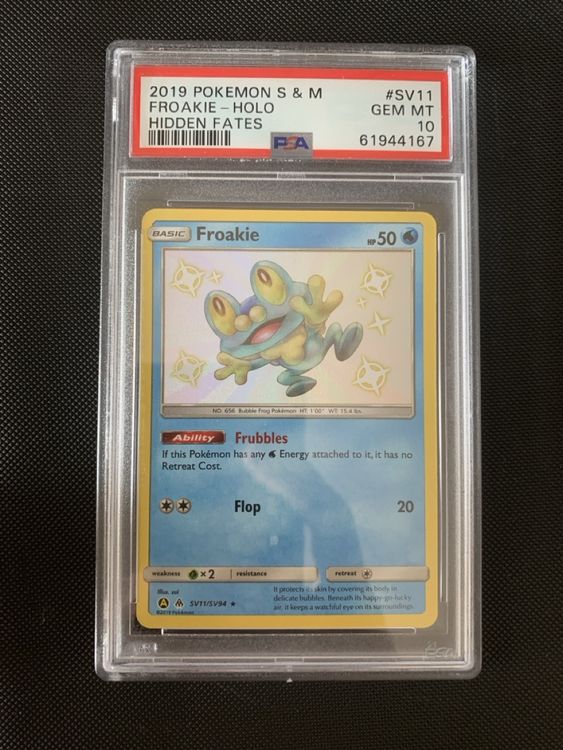 2019 POKEMON S & M #SV11
FROAKIE - HOLO GEM MT
HIDDEN FATES 10
PSA 61944167
BASIC Froakie HP 50
NO. 656 Bubble Frog Pokémon HT: 1'00" WT: 15.4 lbs.
Ability Frubbles
If this Pokémon has any Energy attached to it, it has no
Retreat Cost.
Flop 20
weakness ×2 resistance retreat
Illus. sui
A SV11/SV94 ★
©2019 Pokémon
It protects its skin by covering its body in
delicate bubbles. Beneath its happy-go-lucky
air, it keeps a watchful eye on its surroundings.